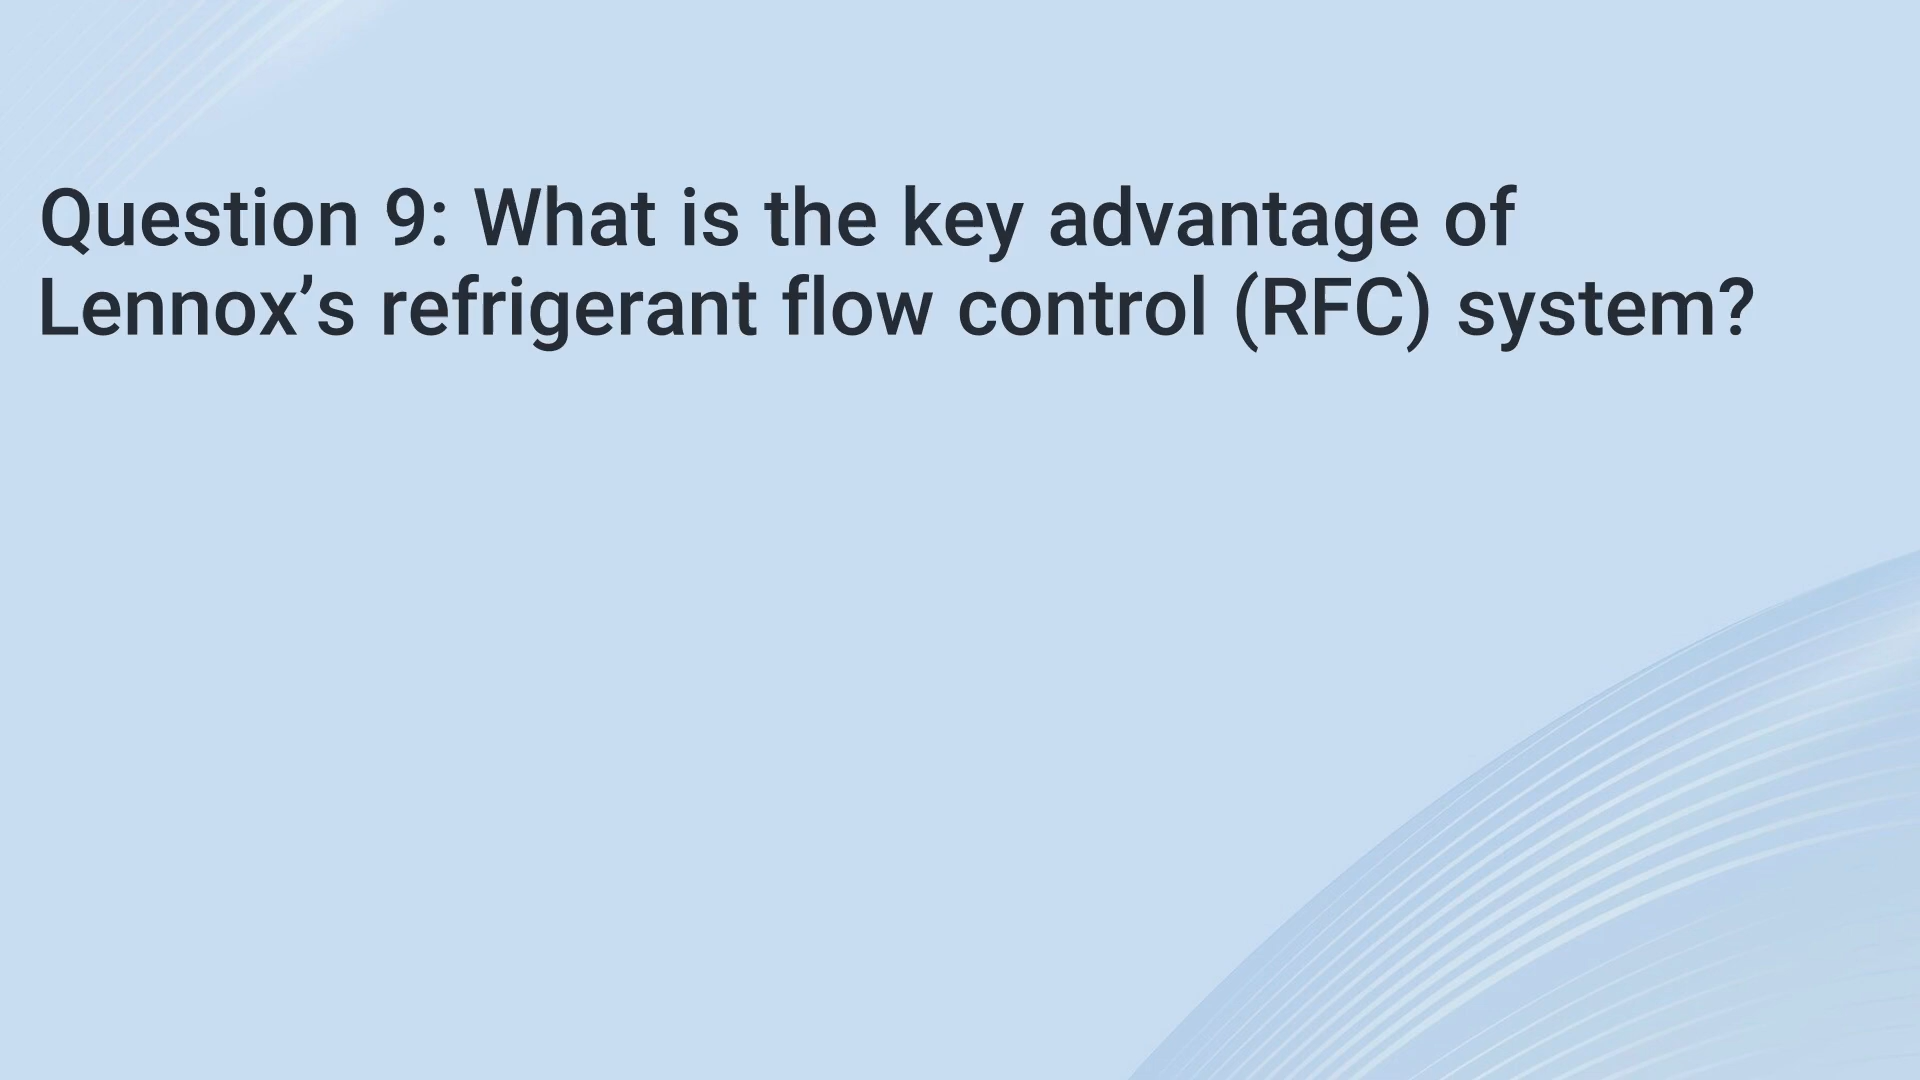 Question 9: What is the key advantage of
Lennox’s refrigerant flow control (RFC) system?